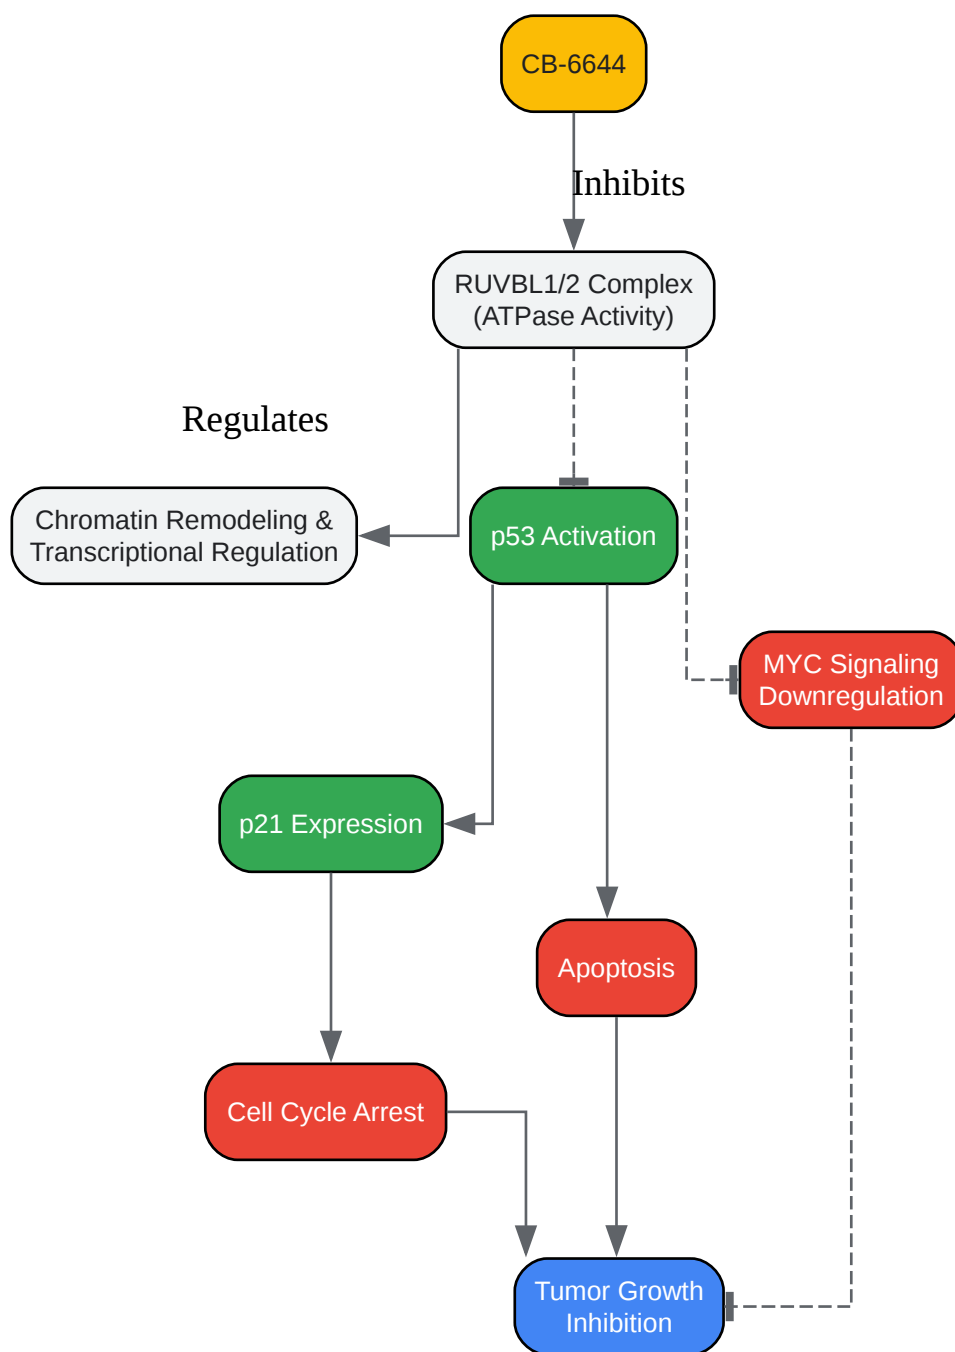 CB-6644
Inhibits
RUVBL1/2 Complex
(ATPase Activity)
Regulates
Chromatin Remodeling &
Transcriptional Regulation
p53 Activation
MYC Signaling
Downregulation
p21 Expression
Apoptosis
Cell Cycle Arrest
Tumor Growth
Inhibition